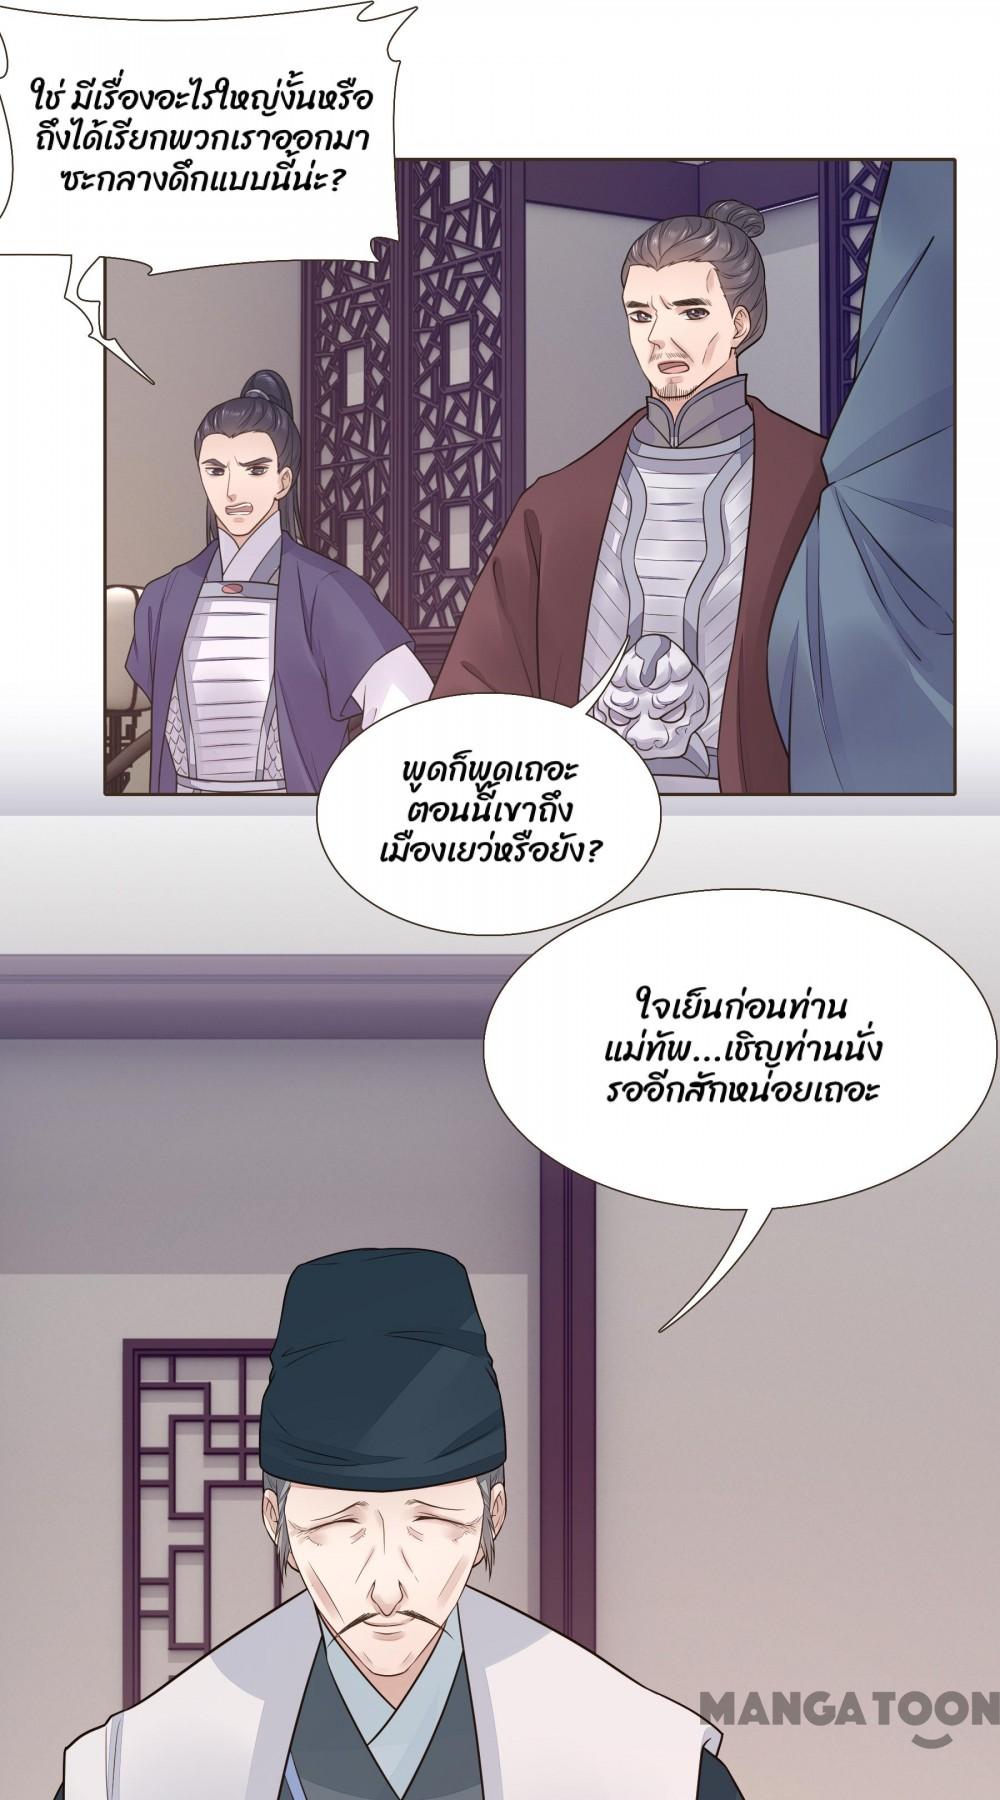 ใช่ มีเรื่องอะไรใหญ่งั้นหรือ
ถึงได้เรียกพวกเราออกมา
ซะกลางดึกแบบนี้น่ะ?
พูดก็พูดเถอะ
ตอนนี้เขาถึง
เมืองเยว่หรือยัง?
ใจเย็นก่อนท่าน
แม่ทัพ...เชิญท่านนั่ง
รออีกสักหน่อยเถอะ
MANGATOON